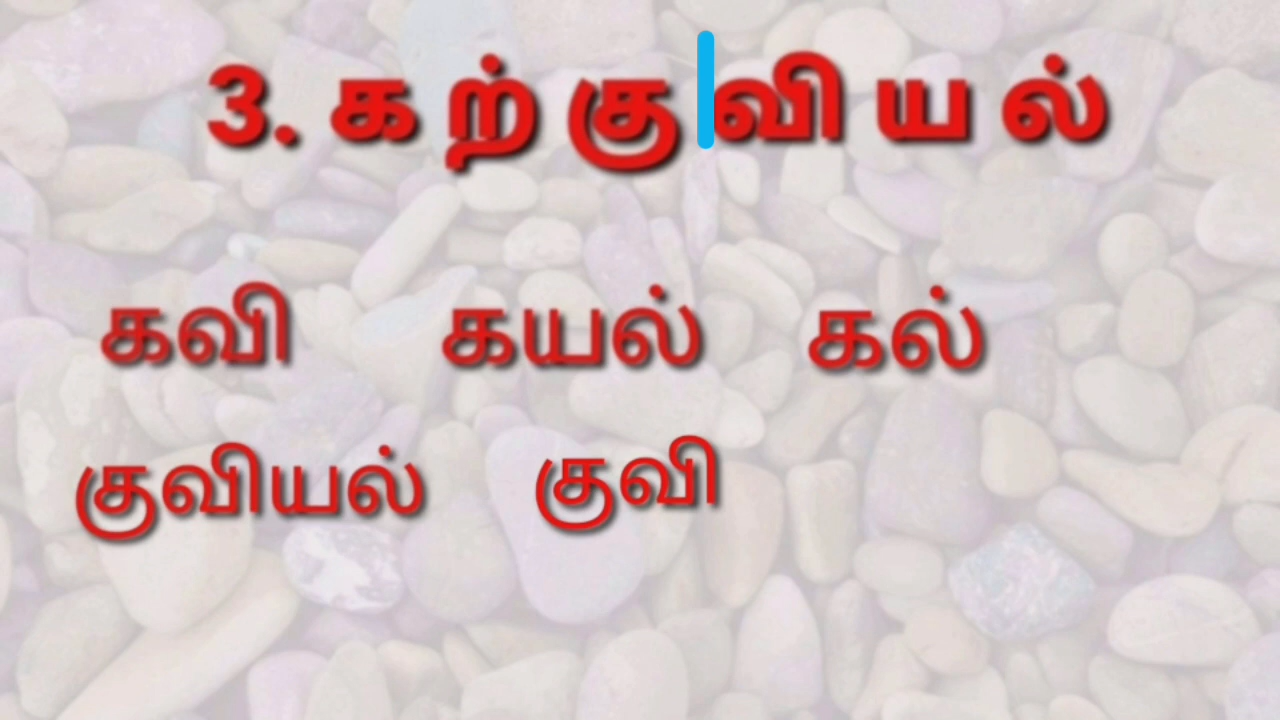 3. க ற் கு வி ய ல்
கவி கயல் கல்
குவியல் குவி